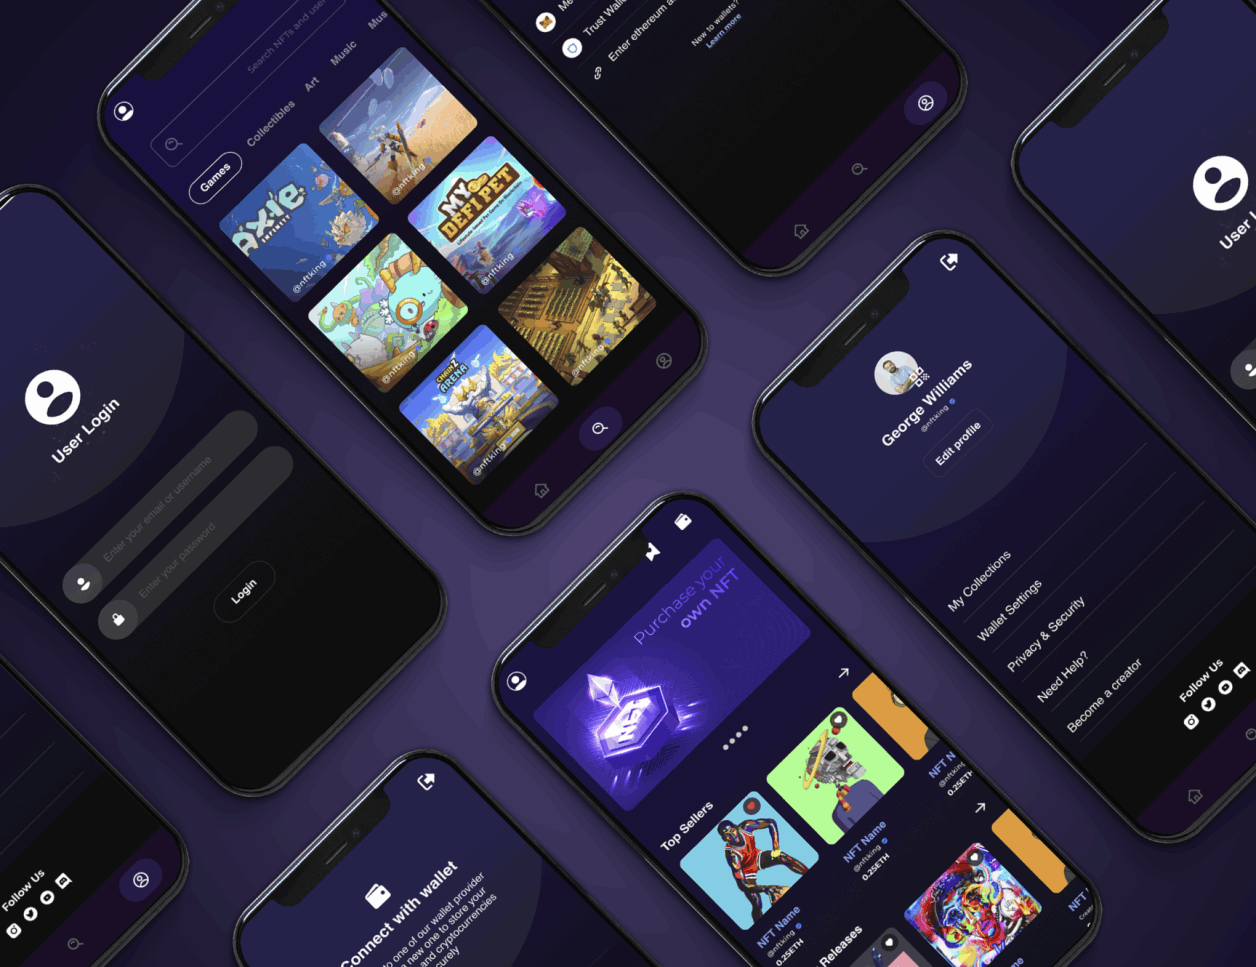 Search NFTs and user
Games
Collectibles
Art
Music
Mus
AXIE
INFINITY
@nftking
@nftking
MY
DEFI PET
@nftking
@nftking
CHAINZ
ARENA
@nftking
@nftking
Me
Trust Walle
Enter ethereum a
New to wallets?
Learn more
User
User Login
Enter your email or username
Enter your password
Login
George Williams
@nftking
Edit profile
My Collections
Wallet Settings
Privacy & Security
Need Help?
Become a creator
Follow Us
Purchase your
own NFT
NFT
Top Sellers
NFT Name
@nftking
0.25ETH
NFT Name
@nftking
0.25ETH
NFT N
@nftking
0.25ETH
Releases
NFT
Follow Us
Connect with wallet
to one of our wallet provider
a new one to store your
and cryptocurrencies
curely